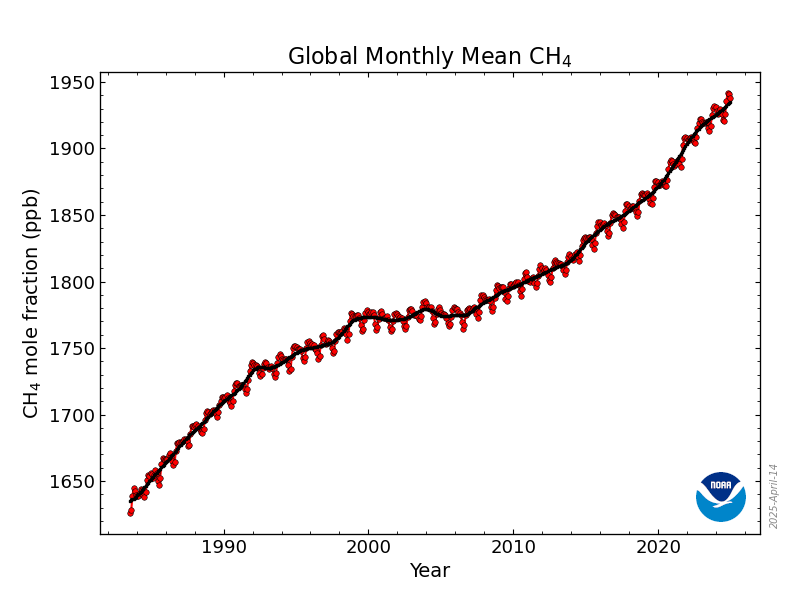 Global Monthly Mean CH₄
CH₄ mole fraction (ppb)
1950
1900
1850
1800
1750
1700
1650
1990 2000 2010 2020
Year
NOAA
2025-April-14